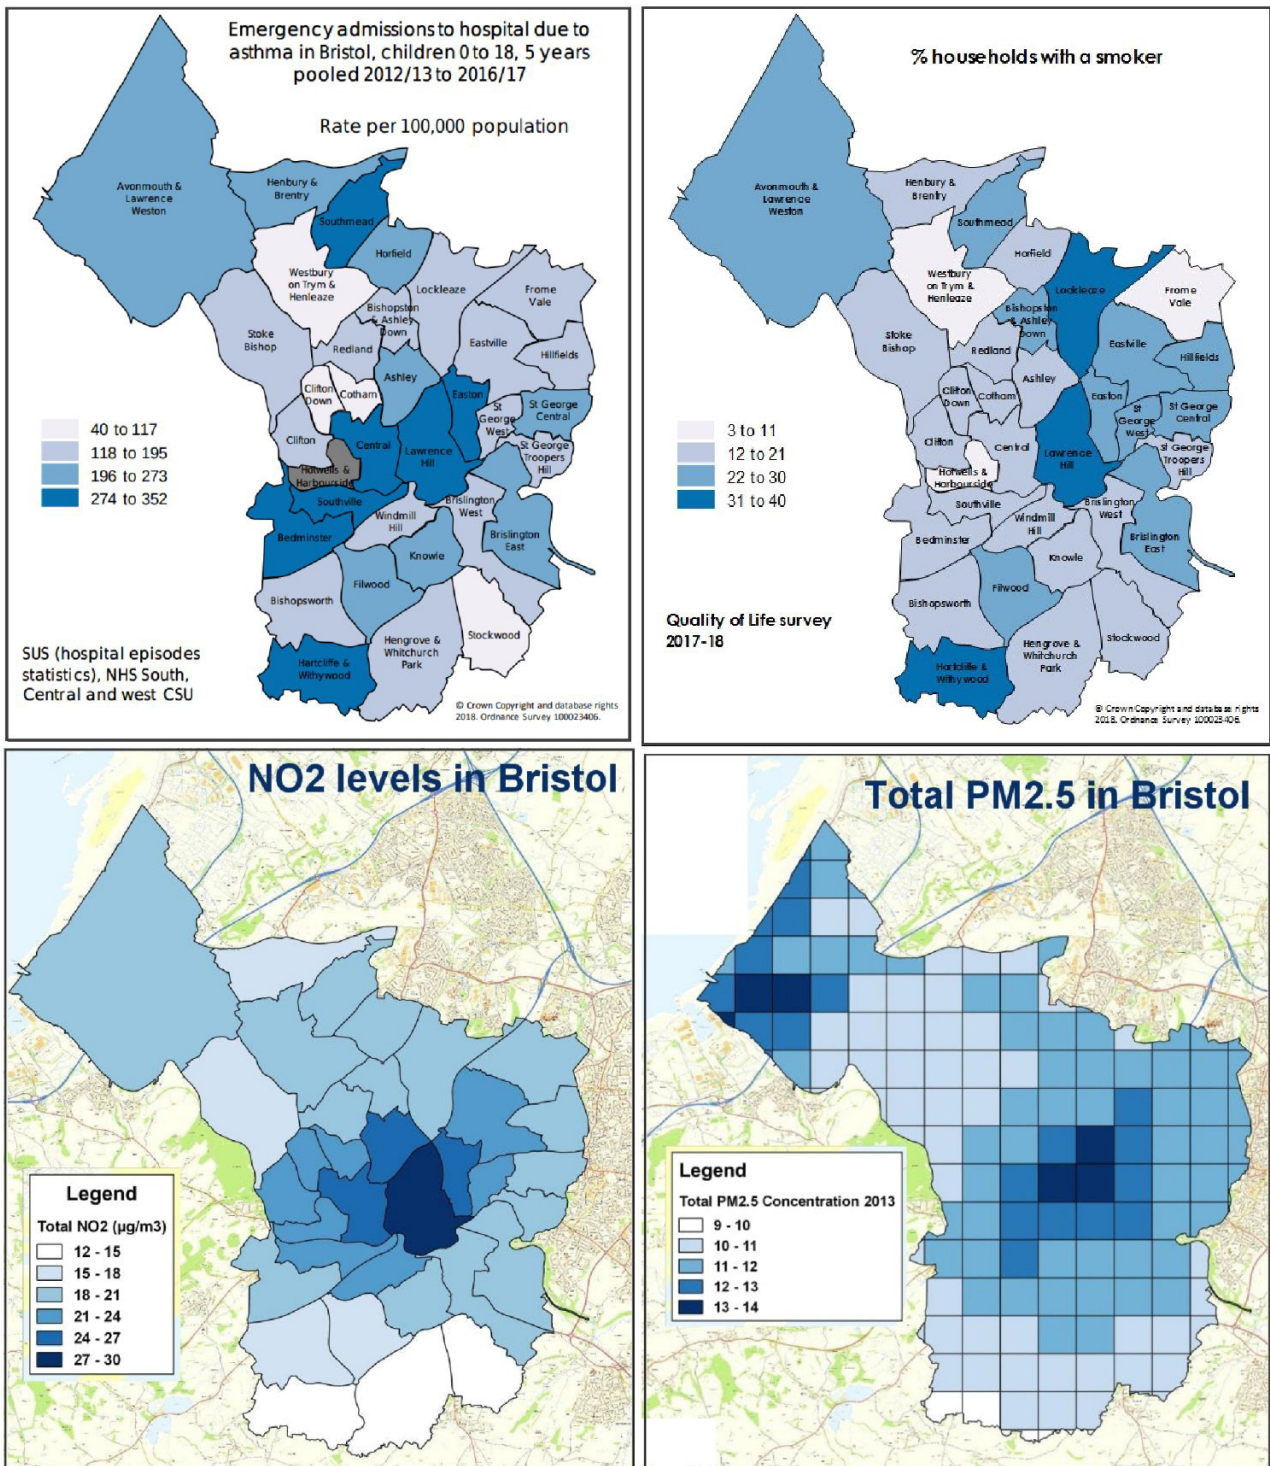 Emergency admissions to hospital due to
asthma in Bristol, children 0 to 18, 5 years
pooled 2012/13 to 2016/17
Rate per 100,000 population
Avonmouth &
Lawrence
Weston
Henbury &
Brentry
Southmead
Horfield
Westbury
on Trym &
Henleaze
Lockleaze
Frome
Vale
Bishopston
& Ashley
Down
Stoke
Bishop
Redland
Eastville
Hillfields
Ashley
Clifton
Down
Cotham
Easton
St
George
West
St George
Central
Clifton
Central
Lawrence
Hill
St George
Troopers
Hill
Hotwells &
Harbourside
Southville
Brislington
West
Windmill
Hill
Bedminster
Brislington
East
Knowle
Filwood
Bishopsworth
Stockwood
Hengrove &
Whitchurch
Park
Hartcliffe &
Withywood
40 to 117
118 to 195
196 to 273
274 to 352
SUS (hospital episodes
statistics), NHS South,
Central and west CSU
© Crown Copyright and database rights
2018. Ordnance Survey 100023406.
% households with a smoker
Avonmouth &
Lawrence
Weston
Henbury &
Brentry
Southmead
Horfield
Westbury
on Trym &
Henleaze
Lockleaze
Frome
Vale
Bishopston
& Ashley
Down
Stoke
Bishop
Redland
Eastville
Hillfields
Ashley
Clifton
Down
Cotham
Easton
St
George
West
St George
Central
Clifton
Central
Lawrence
Hill
St George
Troopers
Hill
Hotwells &
Harbourside
Southville
Brislington
West
Windmill
Hill
Bedminster
Brislington
East
Knowle
Filwood
Bishopsworth
Stockwood
Hengrove &
Whitchurch
Park
Hartcliffe &
Withywood
3 to 11
12 to 21
22 to 30
31 to 40
Quality of Life survey
2017-18
© Crown Copyright and database rights
2018. Ordnance Survey 100023406.
NO2 levels in Bristol
Legend
Total NO2 (µg/m3)
12 - 15
15 - 18
18 - 21
21 - 24
24 - 27
27 - 30
Total PM2.5 in Bristol
Legend
Total PM2.5 Concentration 2013
9 - 10
10 - 11
11 - 12
12 - 13
13 - 14